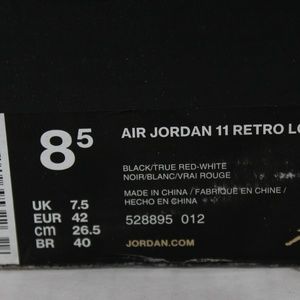 8⁵
AIR JORDAN 11 RETRO
BLACK/TRUE RED-WHITE
NOIR/BLANC/VRAI ROUGE
MADE IN CHINA / FABRIQUÉ EN CHINE /
HECHO EN CHINA
UK 7.5
EUR 42
cm 26.5
BR 40
528895 012
JORDAN.COM